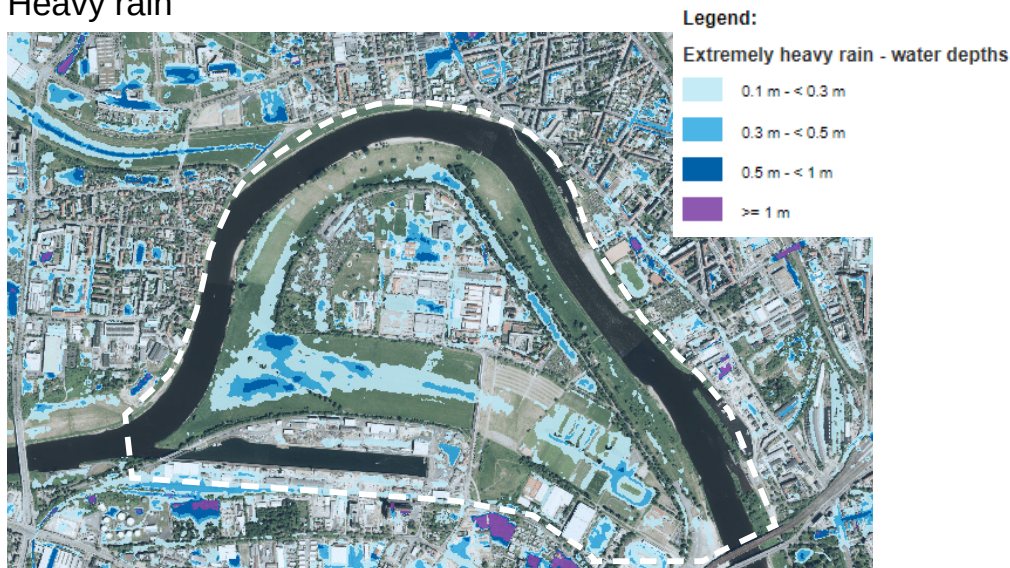 Heavy rain
Legend:
Extremely heavy rain - water depths
0.1 m - < 0.3 m
0.3 m - < 0.5 m
0.5 m - < 1 m
>= 1 m